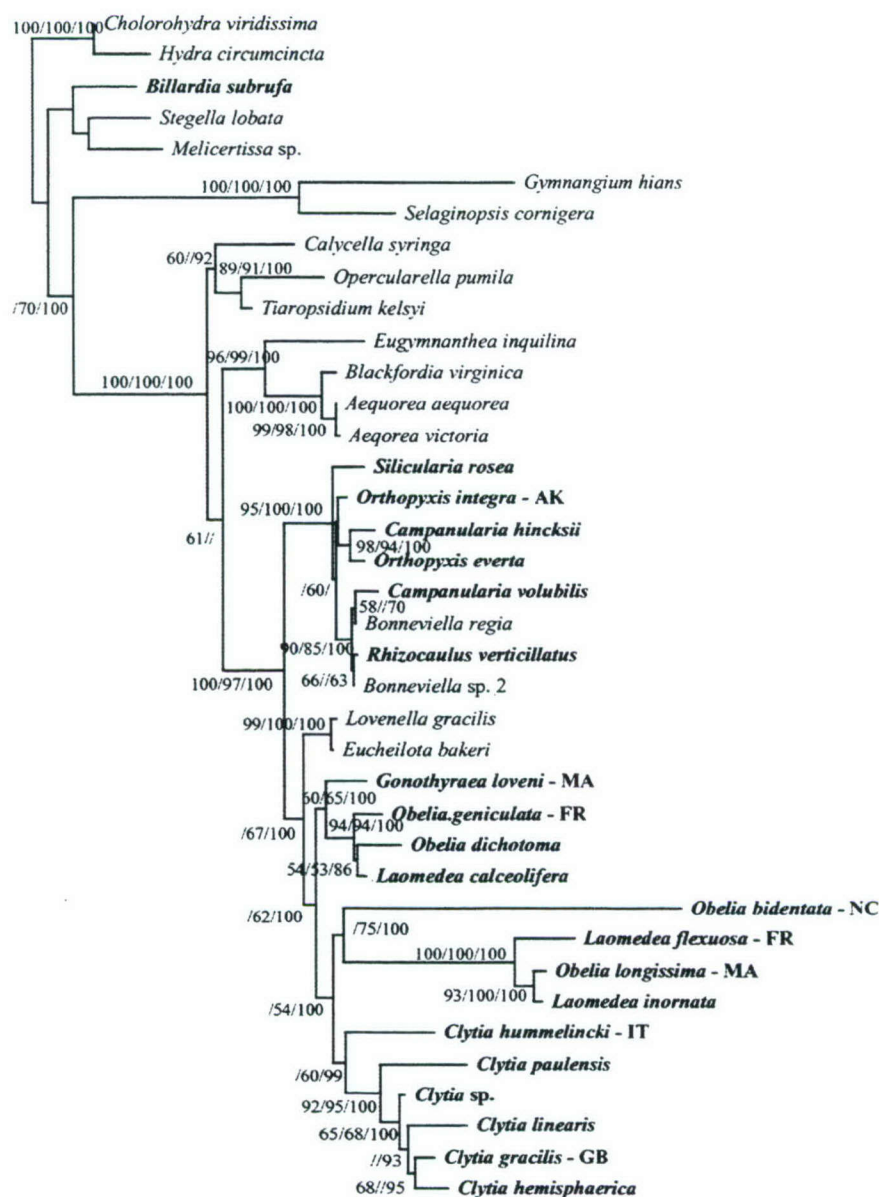 Cholorohydra viridissima
100/100/100
Hydra circumcincta
Billardia subrufa
Stegella lobata
Melicertissa sp.
100/100/100
Gymnangium hians
Selaginopsis cornigera
Calycella syringa
60//92
89/91/100
Opercularella pumila
Tiaropsidium kelsyi
/70/100
Eugymnanthea inquilina
96/99/100
Blackfordia virginica
100/100/100
100/100/100
Aequorea aequorea
99/98/100
Aeqorea victoria
Silicularia rosea
Orthopyxis integra - AK
95/100/100
Campanularia hincksii
61//
98/94/100
Orthopyxis everta
/60/
Campanularia volubilis
58//70
Bonneviella regia
90/85/100
Rhizocaulus verticillatus
66//63
100/97/100
Bonneviella sp. 2
Lovenella gracilis
99/100/100
Eucheilota bakeri
Gonothyraea loveni - MA
60/65/100
Obelia.geniculata - FR
/67/100
94/94/100
Obelia dichotoma
54/53/86
Laomedea calceolifera
Obelia bidentata - NC
/62/100
/75/100
Laomedea flexuosa - FR
100/100/100
Obelia longissima - MA
93/100/100
Laomedea inornata
/54/100
Clytia hummelincki - IT
Clytia paulensis
/60/99
Clytia sp.
92/95/100
Clytia linearis
65/68/100
Clytia gracilis - GB
//93
Clytia hemisphaerica
68//95